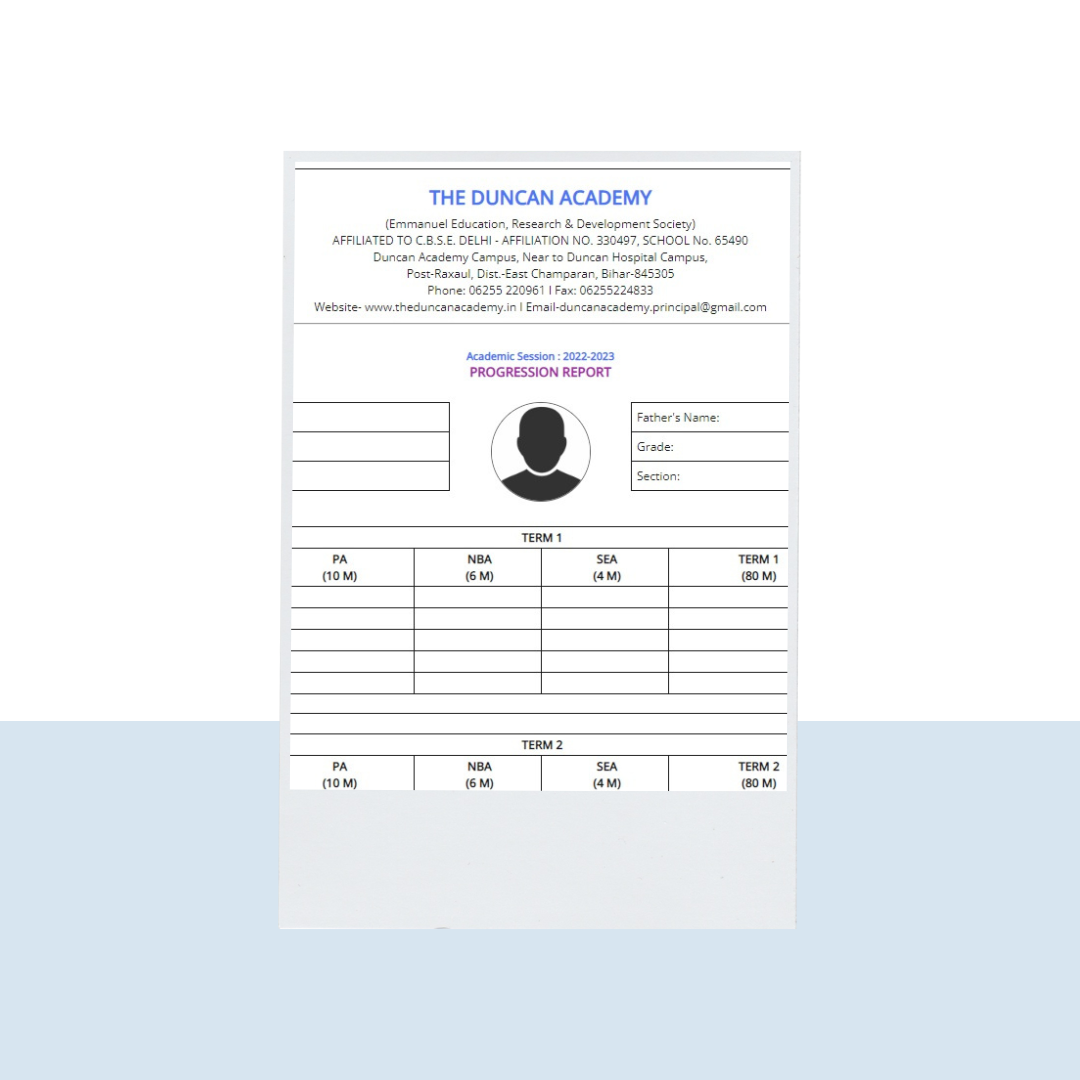 THE DUNCAN ACADEMY
(Emmanuel Education, Research & Development Society)
AFFILIATED TO C.B.S.E. DELHI - AFFILIATION NO. 330497, SCHOOL No. 65490
Duncan Academy Campus, Near to Duncan Hospital Campus,
Post-Raxaul, Dist.-East Champaran, Bihar-845305
Phone: 06255 220961 I Fax: 06255224833
Website- www.theduncanacademy.in I Email-duncanacademy.principal@gmail.com
Academic Session : 2022-2023
PROGRESSION REPORT
Father's Name:
Grade:
Section:
TERM 1
PA NBA SEA TERM 1
(10 M) (6 M) (4 M) (80 M)
TERM 2
PA NBA SEA TERM 2
(10 M) (6 M) (4 M) (80 M)